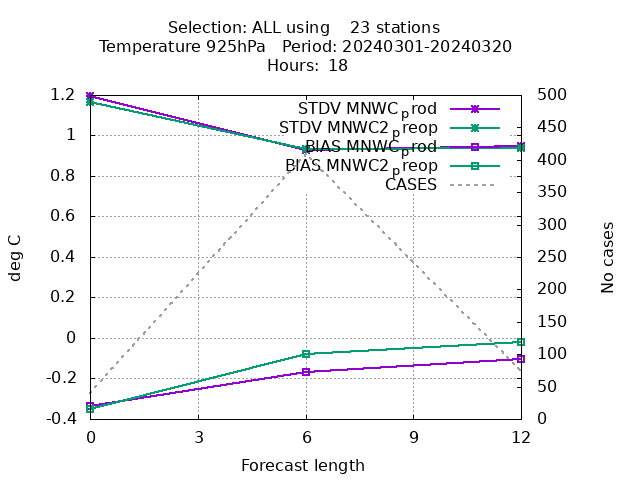 Selection: ALL using    23 stations
Temperature 925hPa   Period: 20240301-20240320
Hours: 18
STDV MNWC_prod
STDV MNWC2_preop
BIAS MNWC_prod
BIAS MNWC2_preop
CASES
deg C
1.2
1
0.8
0.6
0.4
0.2
0
-0.2
-0.4
500
450
400
350
300
250
200
150
100
50
0
No cases
0 3 6 9 12
Forecast length